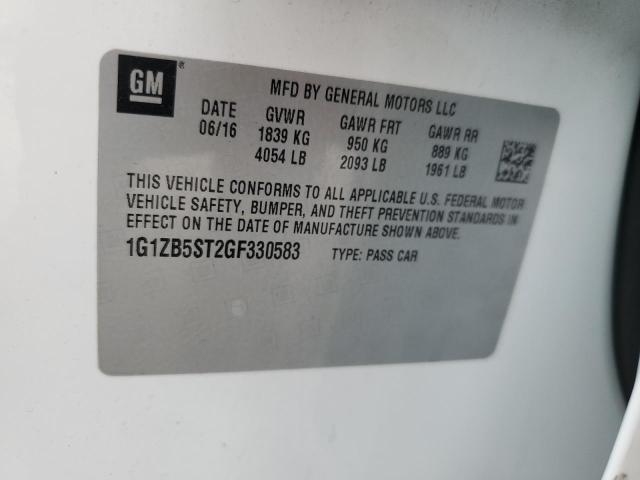 GM ®
MFD BY GENERAL MOTORS LLC
DATE GVWR GAWR FRT GAWR RR
06/16 1839 KG 950 KG 889 KG
4054 LB 2093 LB 1961 LB
THIS VEHICLE CONFORMS TO ALL APPLICABLE U.S. FEDERAL MOTOR
VEHICLE SAFETY, BUMPER, AND THEFT PREVENTION STANDARDS IN
EFFECT ON THE DATE OF MANUFACTURE SHOWN ABOVE.
1G1ZB5ST2GF330583 TYPE: PASS CAR